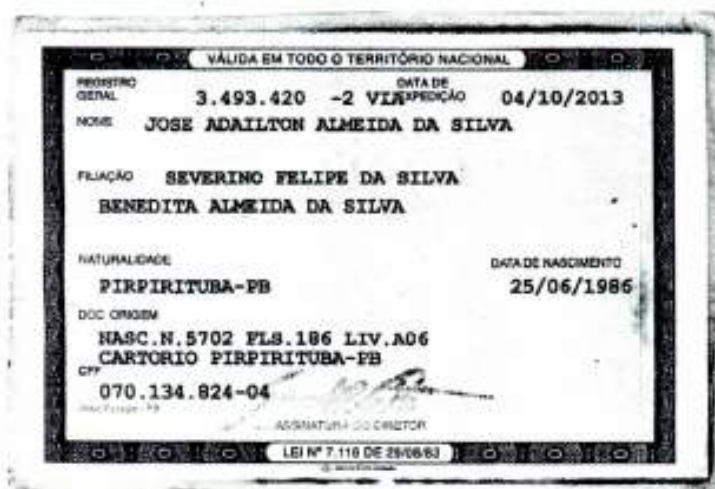 VÁLIDA EM TODO O TERRITÓRIO NACIONAL
REGISTRO GERAL 3.493.420 -2 VIA DATA DE EXPEDIÇÃO 04/10/2013
NOME JOSE ADAILTON ALMEIDA DA SILVA
FILIAÇÃO SEVERINO FELIPE DA SILVA
BENEDITA ALMEIDA DA SILVA
NATURALIDADE DATA DE NASCIMENTO
PIRPIRITUBA-PB 25/06/1986
DOC ORIGEM
NASC.N.5702 FLS.186 LIV.A06
CARTORIO PIRPIRITUBA-PB
CPF
070.134.824-04
ASSINATURA DO DIRETOR
LEI Nº 7.116 DE 29/08/83